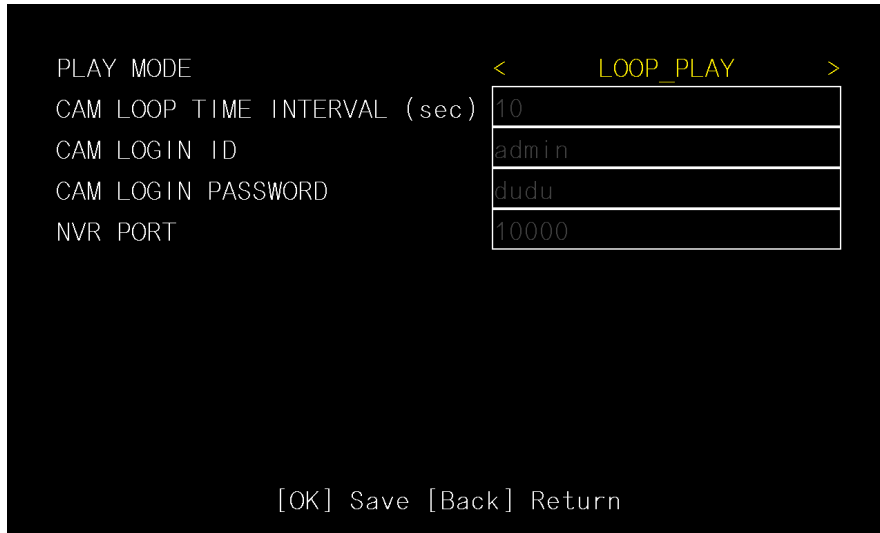 PLAY MODE < LOOP_PLAY >
CAM LOOP TIME INTERVAL (sec) 10
CAM LOGIN ID admin
CAM LOGIN PASSWORD dudu
NVR PORT 10000
[OK] Save [Back] Return